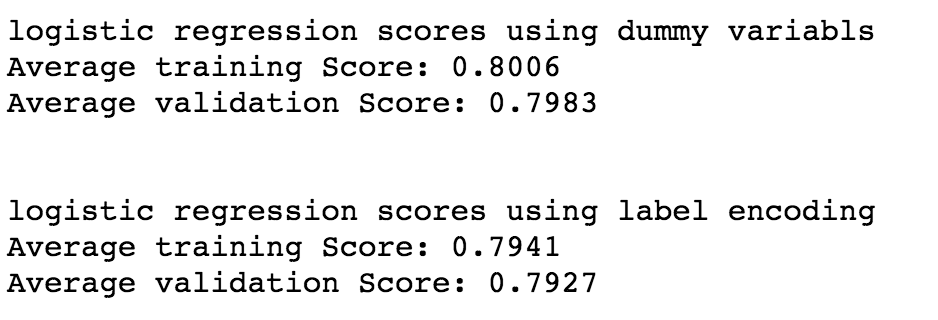 logistic regression scores using dummy variabls
Average training Score: 0.8006
Average validation Score: 0.7983
logistic regression scores using label encoding
Average training Score: 0.7941
Average validation Score: 0.7927